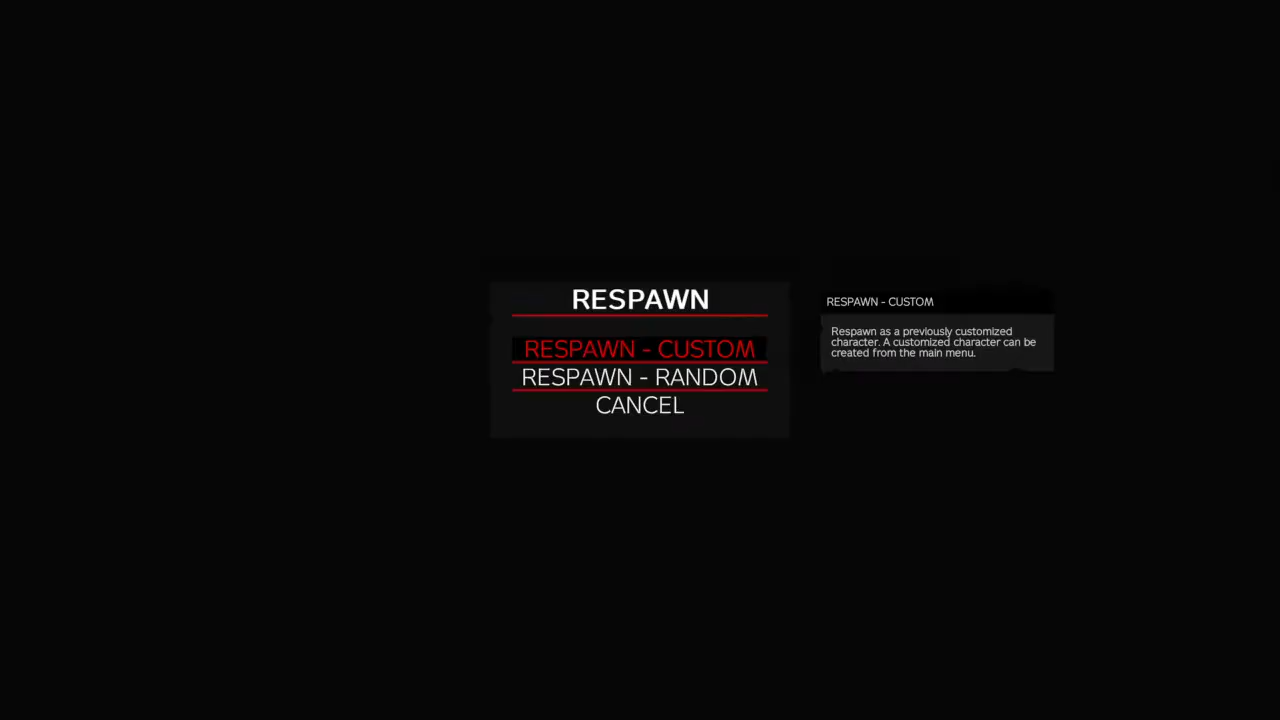 RESPAWN
RESPAWN - CUSTOM
RESPAWN - RANDOM
CANCEL
RESPAWN - CUSTOM
Respawn as a previously customized
character. A customized character can be
created from the main menu.